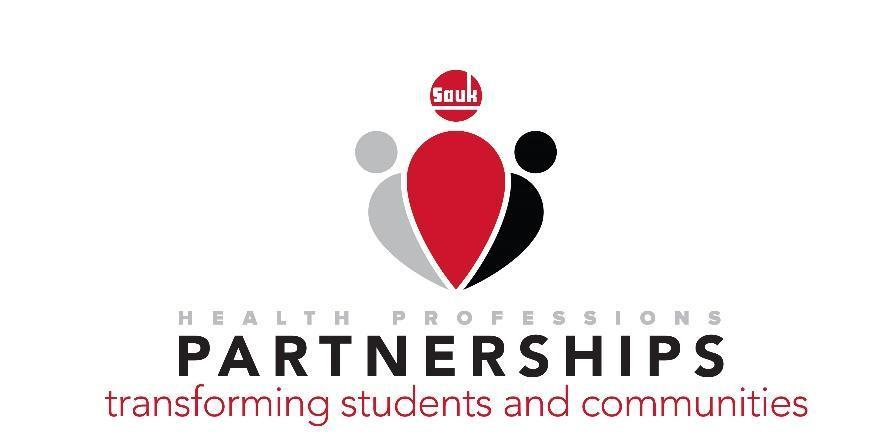 Sauk
HEALTH PROFESSIONS
PARTNERSHIPS
transforming students and communities